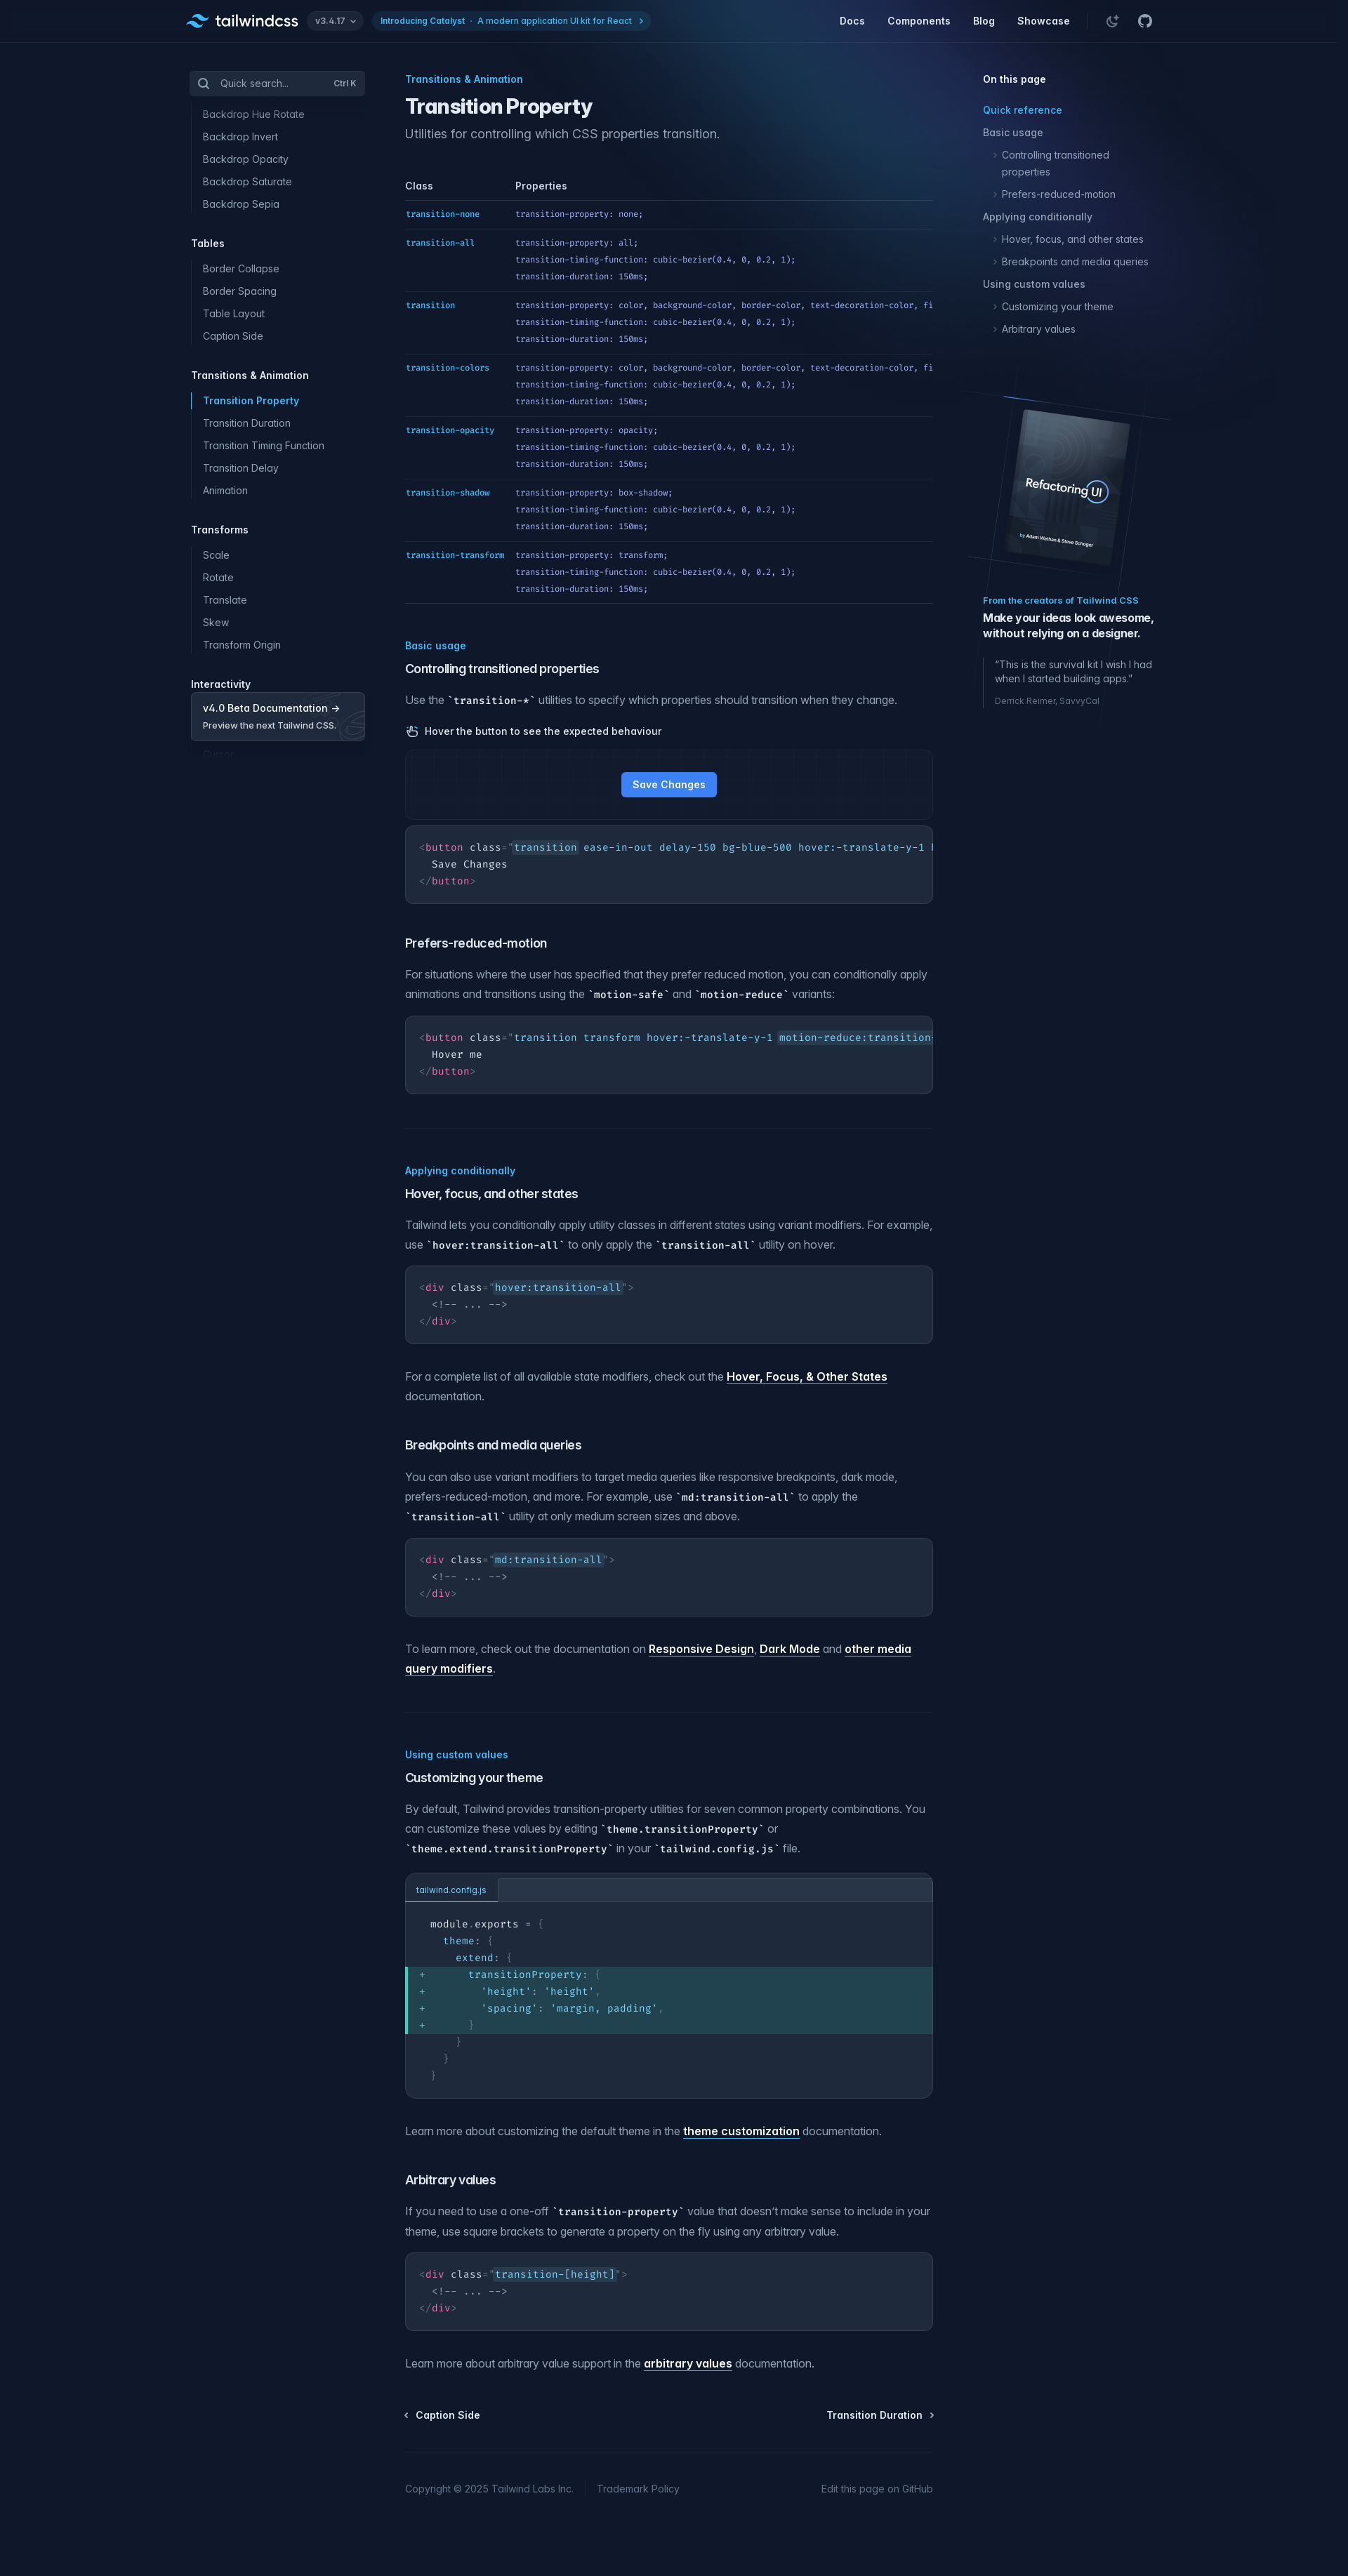 tailwindcss
v3.4.17
Introducing Catalyst · A modern application UI kit for React
Docs
Components
Blog
Showcase
Quick search...
Ctrl K
Backdrop Hue Rotate
Backdrop Invert
Backdrop Opacity
Backdrop Saturate
Backdrop Sepia
Tables
Border Collapse
Border Spacing
Table Layout
Caption Side
Transitions & Animation
Transition Property
Transition Duration
Transition Timing Function
Transition Delay
Animation
Transforms
Scale
Rotate
Translate
Skew
Transform Origin
Interactivity
v4.0 Beta Documentation →
Preview the next Tailwind CSS.
Cursor
Transitions & Animation
Transition Property
Utilities for controlling which CSS properties transition.
Class Properties
transition-none transition-property: none;
transition-all transition-property: all;
transition-timing-function: cubic-bezier(0.4, 0, 0.2, 1);
transition-duration: 150ms;
transition transition-property: color, background-color, border-color, text-decoration-color, fi
transition-timing-function: cubic-bezier(0.4, 0, 0.2, 1);
transition-duration: 150ms;
transition-colors transition-property: color, background-color, border-color, text-decoration-color, fi
transition-timing-function: cubic-bezier(0.4, 0, 0.2, 1);
transition-duration: 150ms;
transition-opacity transition-property: opacity;
transition-timing-function: cubic-bezier(0.4, 0, 0.2, 1);
transition-duration: 150ms;
transition-shadow transition-property: box-shadow;
transition-timing-function: cubic-bezier(0.4, 0, 0.2, 1);
transition-duration: 150ms;
transition-transform transition-property: transform;
transition-timing-function: cubic-bezier(0.4, 0, 0.2, 1);
transition-duration: 150ms;
Basic usage
Controlling transitioned properties
Use the `transition-*` utilities to specify which properties should transition when they change.
Hover the button to see the expected behaviour
Save Changes
<button class="transition ease-in-out delay-150 bg-blue-500 hover:-translate-y-1
Save Changes
</button>
Prefers-reduced-motion
For situations where the user has specified that they prefer reduced motion, you can conditionally apply
animations and transitions using the `motion-safe` and `motion-reduce` variants:
<button class="transition transform hover:-translate-y-1 motion-reduce:transition-
Hover me
</button>
Applying conditionally
Hover, focus, and other states
Tailwind lets you conditionally apply utility classes in different states using variant modifiers. For example,
use `hover:transition-all` to only apply the `transition-all` utility on hover.
<div class="hover:transition-all">
<!-- ... -->
</div>
For a complete list of all available state modifiers, check out the Hover, Focus, & Other States
documentation.
Breakpoints and media queries
You can also use variant modifiers to target media queries like responsive breakpoints, dark mode,
prefers-reduced-motion, and more. For example, use `md:transition-all` to apply the
`transition-all` utility at only medium screen sizes and above.
<div class="md:transition-all">
<!-- ... -->
</div>
To learn more, check out the documentation on Responsive Design, Dark Mode and other media
query modifiers.
Using custom values
Customizing your theme
By default, Tailwind provides transition-property utilities for seven common property combinations. You
can customize these values by editing `theme.transitionProperty` or
`theme.extend.transitionProperty` in your `tailwind.config.js` file.
tailwind.config.js
module.exports = {
theme: {
extend: {
+ transitionProperty: {
+ 'height': 'height',
+ 'spacing': 'margin, padding',
+ }
}
}
}
Learn more about customizing the default theme in the theme customization documentation.
Arbitrary values
If you need to use a one-off `transition-property` value that doesn’t make sense to include in your
theme, use square brackets to generate a property on the fly using any arbitrary value.
<div class="transition-[height]">
<!-- ... -->
</div>
Learn more about arbitrary value support in the arbitrary values documentation.
Caption Side
Transition Duration
Copyright © 2025 Tailwind Labs Inc.
Trademark Policy
Edit this page on GitHub
On this page
Quick reference
Basic usage
Controlling transitioned
properties
Prefers-reduced-motion
Applying conditionally
Hover, focus, and other states
Breakpoints and media queries
Using custom values
Customizing your theme
Arbitrary values
Refactoring UI
by Adam Wathan & Steve Schoger
From the creators of Tailwind CSS
Make your ideas look awesome,
without relying on a designer.
“This is the survival kit I wish I had
when I started building apps.”
Derrick Reimer, SavvyCal